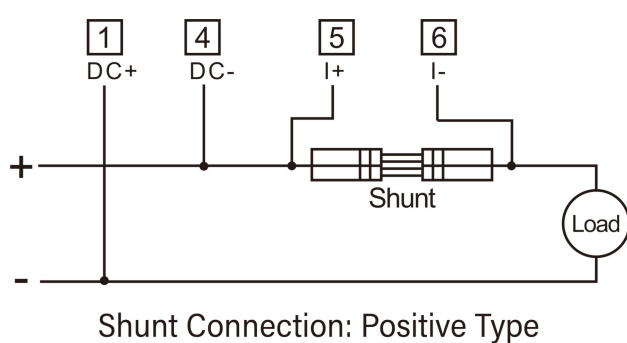 1 4 5 6
DC+ DC- I+ I-
+
Shunt
Load
-
Shunt Connection: Positive Type